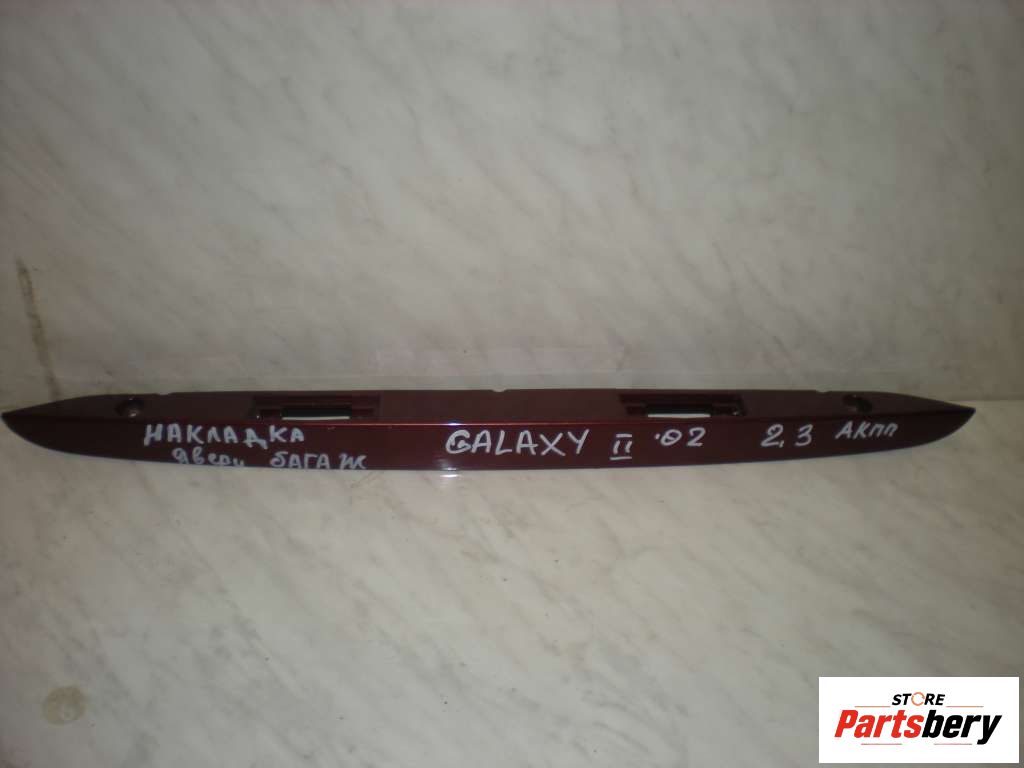 НАКЛАДКА
двери БАГАЖ
GALAXY II '02 2,3 АКПП
STORE
Partsbery